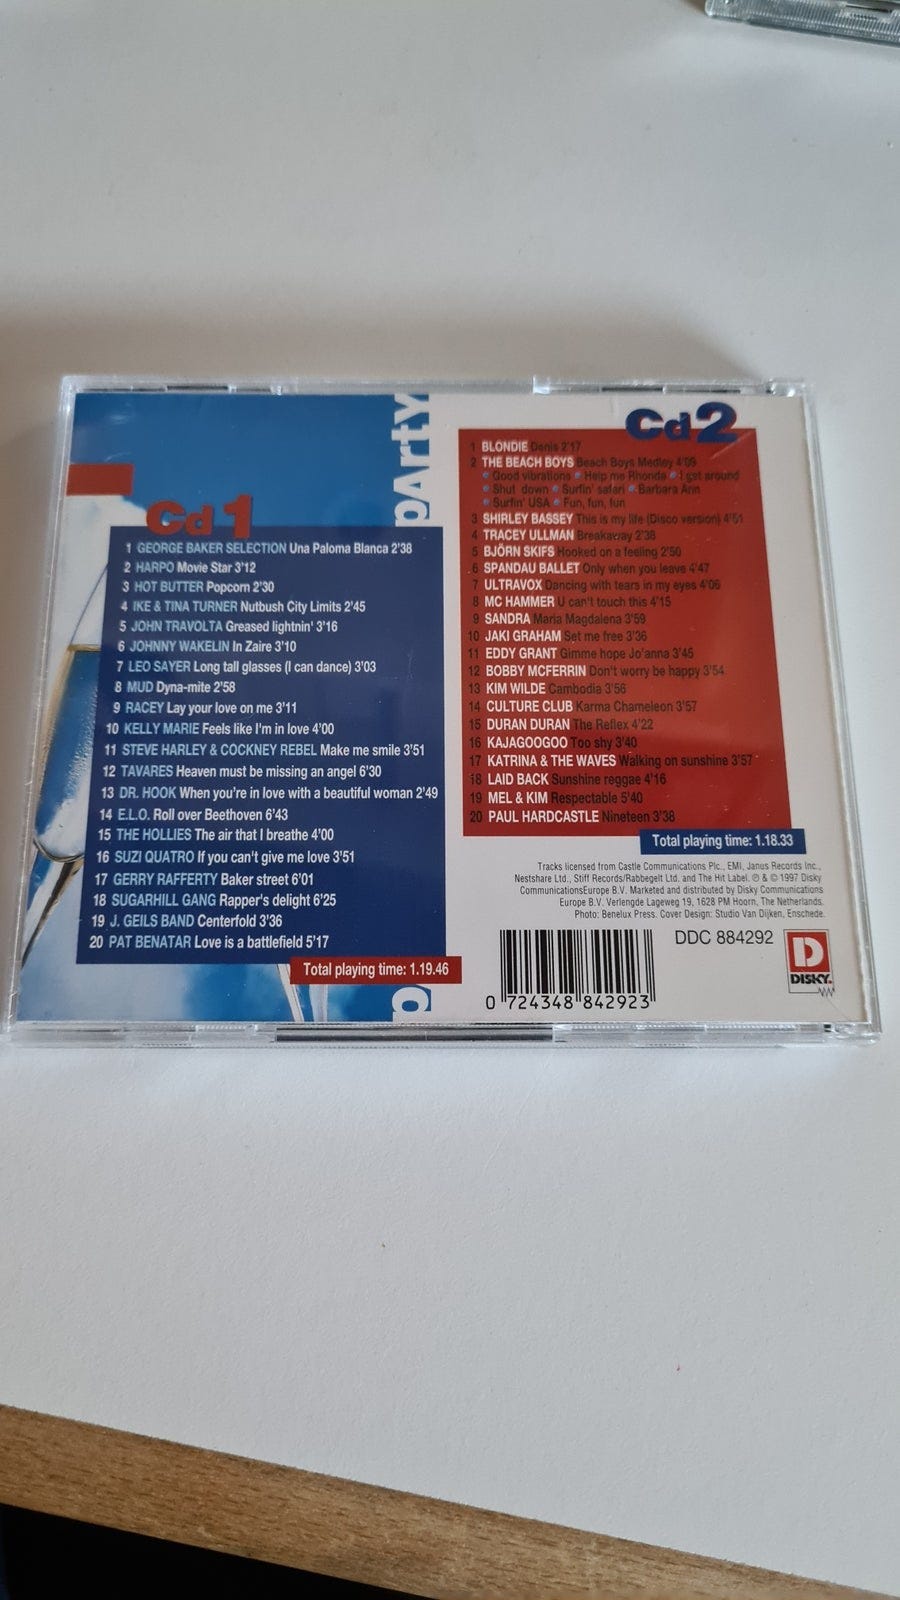 party
Cd 1
1 GEORGE BAKER SELECTION Una Paloma Blanca 2'38
2 HARPO Movie Star 3'12
3 HOT BUTTER Popcorn 2'30
4 IKE & TINA TURNER Nutbush City Limits 2'45
5 JOHN TRAVOLTA Greased lightnin' 3'16
6 JOHNNY WAKELIN In Zaire 3'10
7 LEO SAYER Long tall glasses (I can dance) 3'03
8 MUD Dyna-mite 2'58
9 RACEY Lay your love on me 3'11
10 KELLY MARIE Feels like I'm in love 4'00
11 STEVE HARLEY & COCKNEY REBEL Make me smile 3'51
12 TAVARES Heaven must be missing an angel 6'30
13 DR. HOOK When you're in love with a beautiful woman 2'49
14 E.L.O. Roll over Beethoven 6'43
15 THE HOLLIES The air that I breathe 4'00
16 SUZI QUATRO If you can't give me love 3'51
17 GERRY RAFFERTY Baker street 6'01
18 SUGARHILL GANG Rapper's delight 6'25
19 J. GEILS BAND Centerfold 3'36
20 PAT BENATAR Love is a battlefield 5'17
Total playing time: 1.19.46
Cd 2
1 BLONDIE Denis 2'17
2 THE BEACH BOYS Beach Boys Medley 4'09
• Good vibrations • Help me Rhonda • I get around
• Shut down • Surfin' safari • Barbara Ann
• Surfin' USA • Fun, fun, fun
3 SHIRLEY BASSEY This is my life (Disco version) 4'51
4 TRACEY ULLMAN Breakaway 2'38
5 BJÖRN SKIFS Hooked on a feeling 2'50
6 SPANDAU BALLET Only when you leave 4'47
7 ULTRAVOX Dancing with tears in my eyes 4'06
8 MC HAMMER U can't touch this 4'15
9 SANDRA Maria Magdalena 3'59
10 JAKI GRAHAM Set me free 3'36
11 EDDY GRANT Gimme hope Jo'anna 3'45
12 BOBBY MCFERRIN Don't worry be happy 3'54
13 KIM WILDE Cambodia 3'56
14 CULTURE CLUB Karma Chameleon 3'57
15 DURAN DURAN The Reflex 4'22
16 KAJAGOOGOO Too shy 3'40
17 KATRINA & THE WAVES Walking on sunshine 3'57
18 LAID BACK Sunshine reggae 4'16
19 MEL & KIM Respectable 5'40
20 PAUL HARDCASTLE Nineteen 3'38
Total playing time: 1.18.33
Tracks licensed from Castle Communications Plc., EMI, Janus Records Inc.,
Nestshare Ltd., Stiff Records/Rabbegelt Ltd. and The Hit Label. ℗ & © 1997 Disky
CommunicationsEurope B.V. Marketed and distributed by Disky Communications
Europe B.V. Verlengde Lageweg 19, 1628 PM Hoorn, The Netherlands.
Photo: Benelux Press. Cover Design: Studio Van Dijken, Enschede.
0 724348 842923
DDC 884292
D
DISKY.